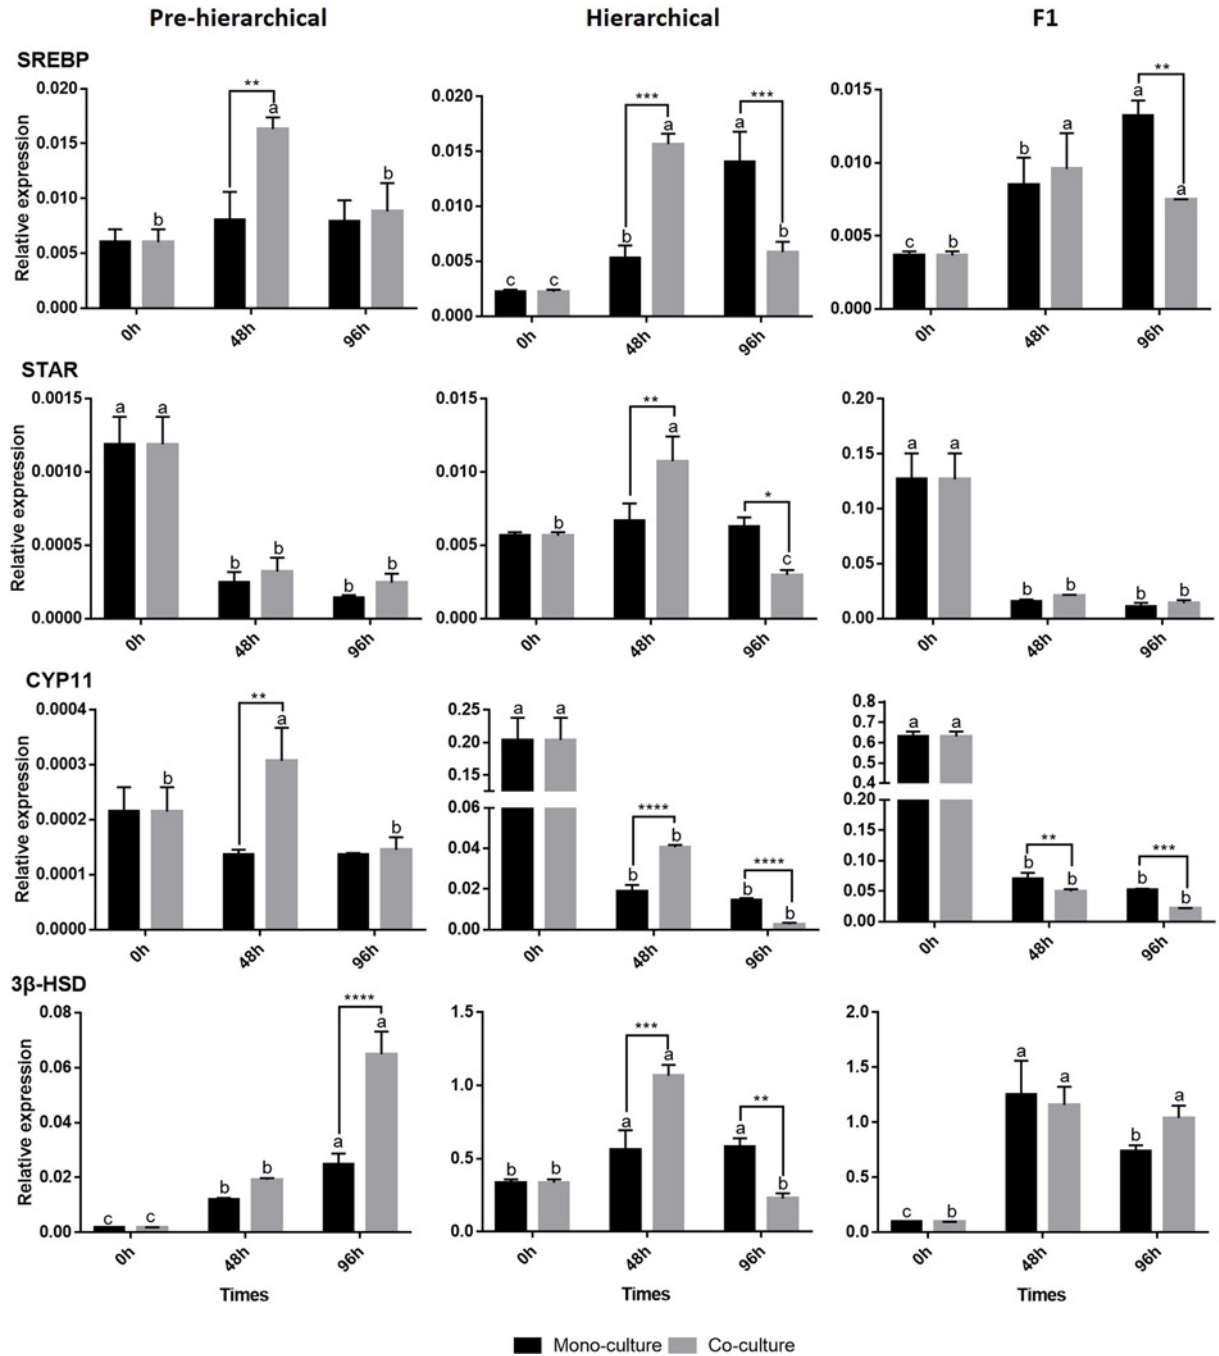 Pre-hierarchical Hierarchical F1
SREBP
Relative expression
0.020
0.015
0.010
0.005
0.000
b
**
a
b
0h 48h 96h
0.020
0.015
0.010
0.005
0.000
c c
b
***
a
a
***
b
0h 48h 96h
0.015
0.010
0.005
0.000
c b
b
a
a
**
a
0h 48h 96h
STAR
Relative expression
0.0015
0.0010
0.0005
0.0000
a a
b b
b b
0h 48h 96h
0.015
0.010
0.005
0.000
b
**
a
*
c
0h 48h 96h
0.20
0.15
0.10
0.05
0.00
a a
b b
b b
0h 48h 96h
CYP11
Relative expression
0.0004
0.0003
0.0002
0.0001
0.0000
b
**
a
b
0h 48h 96h
0.25
0.20
0.15
0.06
0.04
0.02
0.00
a a
****
b b
****
b b
0h 48h 96h
0.8
0.7
0.6
0.5
0.4
0.20
0.15
0.10
0.05
0.00
a a
**
b b
***
b b
0h 48h 96h
3β-HSD
Relative expression
0.08
0.06
0.04
0.02
0.00
c c
b b
****
a a
0h 48h 96h
Times
1.5
1.0
0.5
0.0
b b
***
a a
**
a b
0h 48h 96h
Times
2.0
1.5
1.0
0.5
0.0
c b
a a
b a
0h 48h 96h
Times
Mono-culture Co-culture